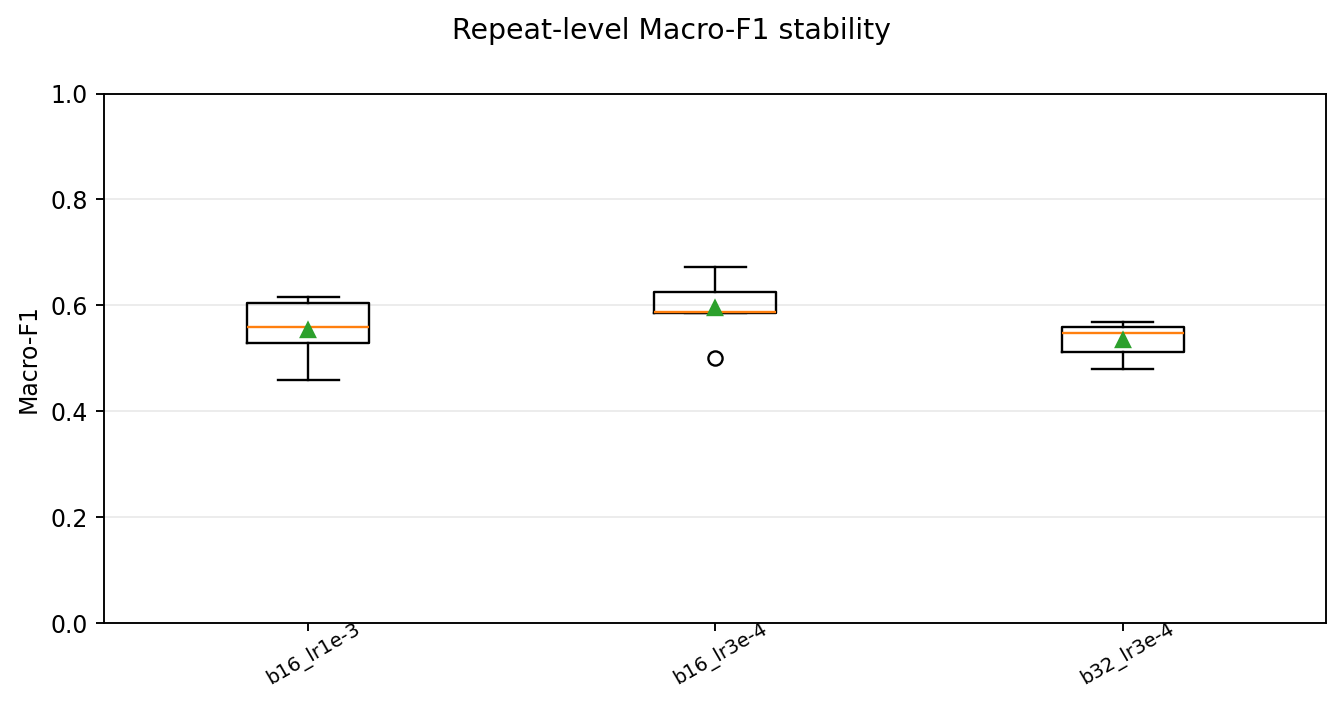 Repeat-level Macro-F1 stability
1.0
0.8
0.6
0.4
0.2
0.0
Macro-F1
b16_lr1e-3
b16_lr3e-4
b32_lr3e-4